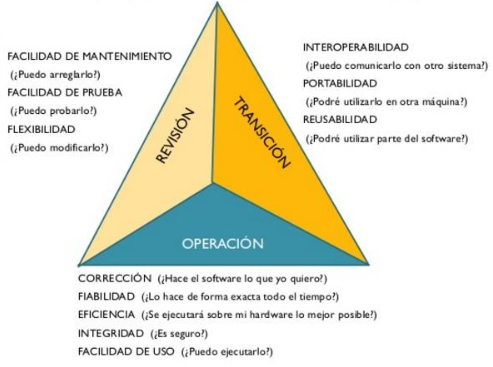 FACILIDAD DE MANTENIMIENTO
(¿Puedo arreglarlo?)
FACILIDAD DE PRUEBA
(¿Puedo probarlo?)
FLEXIBILIDAD
(¿Puedo modificarlo?)
INTEROPERABILIDAD
(¿Puedo comunicarlo con otro sistema?)
PORTABILIDAD
(¿Podré utilizarlo en otra máquina?)
REUSABILIDAD
(¿Podré utilizar parte del software?)
REVISIÓN
TRANSICIÓN
OPERACIÓN
CORRECCIÓN (¿Hace el software lo que yo quiero?)
FIABILIDAD (¿Lo hace de forma exacta todo el tiempo?)
EFICIENCIA (¿Se ejecutará sobre mi hardware lo mejor posible?)
INTEGRIDAD (¿Es seguro?)
FACILIDAD DE USO (¿Puedo ejecutarlo?)